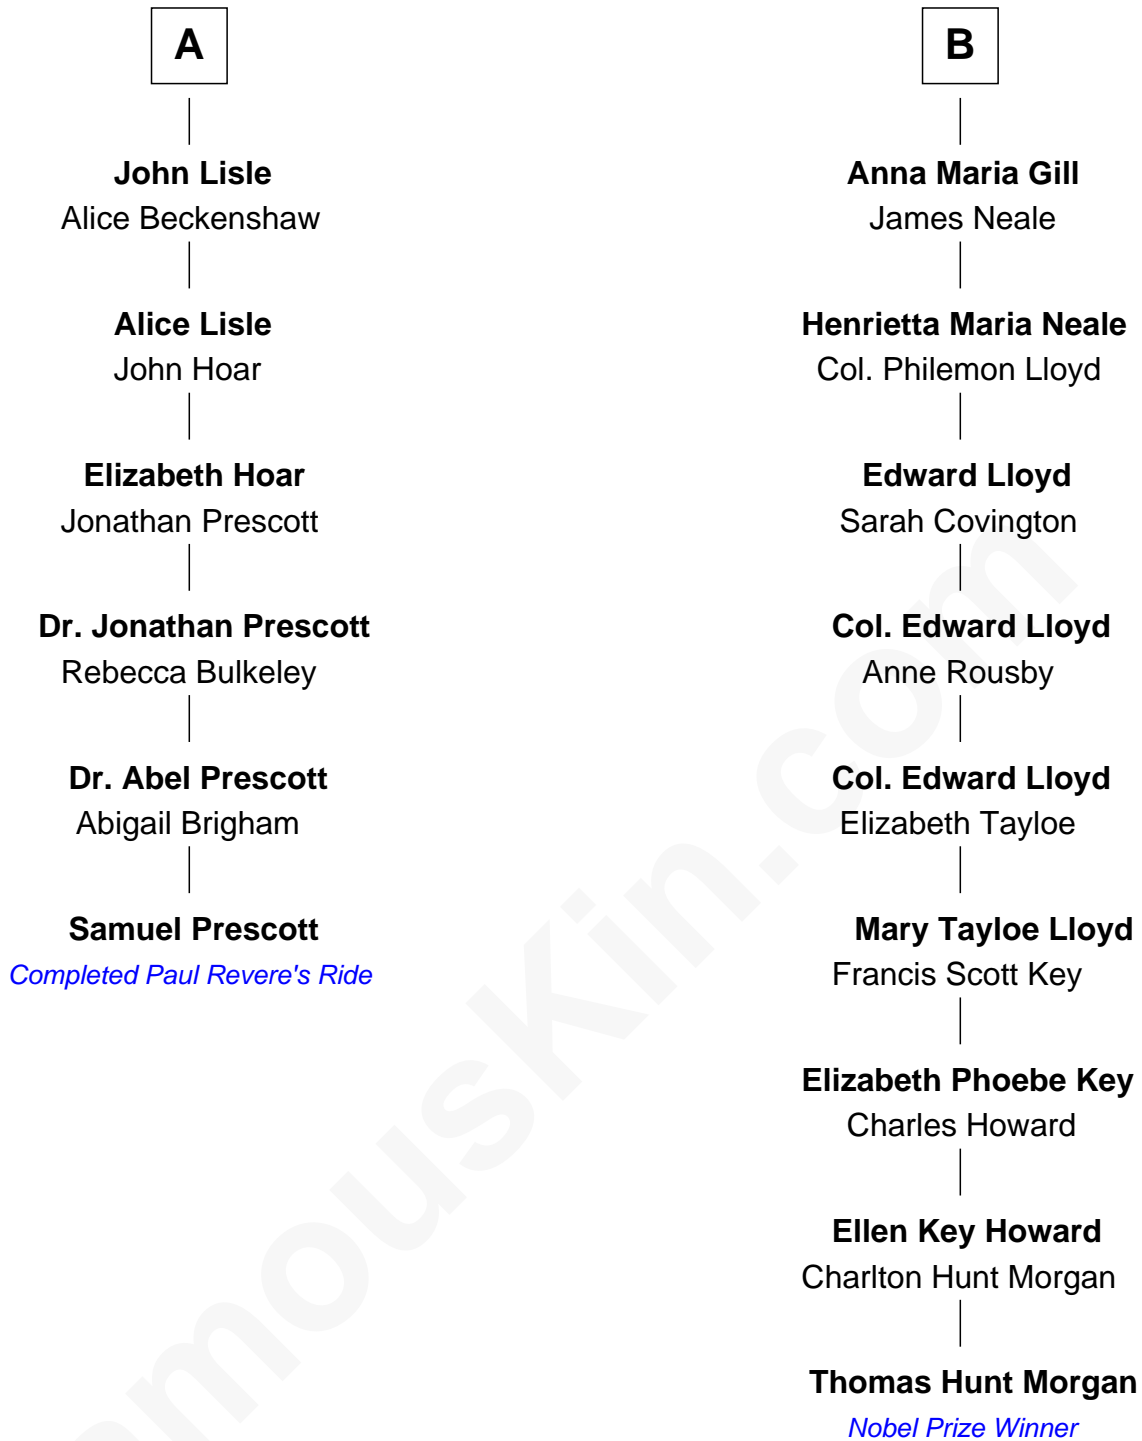 A
John Lisle
Alice Beckenshaw
Alice Lisle
John Hoar
Elizabeth Hoar
Jonathan Prescott
Dr. Jonathan Prescott
Rebecca Bulkeley
Dr. Abel Prescott
Abigail Brigham
Samuel Prescott
Completed Paul Revere's Ride
B
Anna Maria Gill
James Neale
Henrietta Maria Neale
Col. Philemon Lloyd
Edward Lloyd
Sarah Covington
Col. Edward Lloyd
Anne Rousby
Col. Edward Lloyd
Elizabeth Tayloe
Mary Tayloe Lloyd
Francis Scott Key
Elizabeth Phoebe Key
Charles Howard
Ellen Key Howard
Charlton Hunt Morgan
Thomas Hunt Morgan
Nobel Prize Winner
amousKin.com